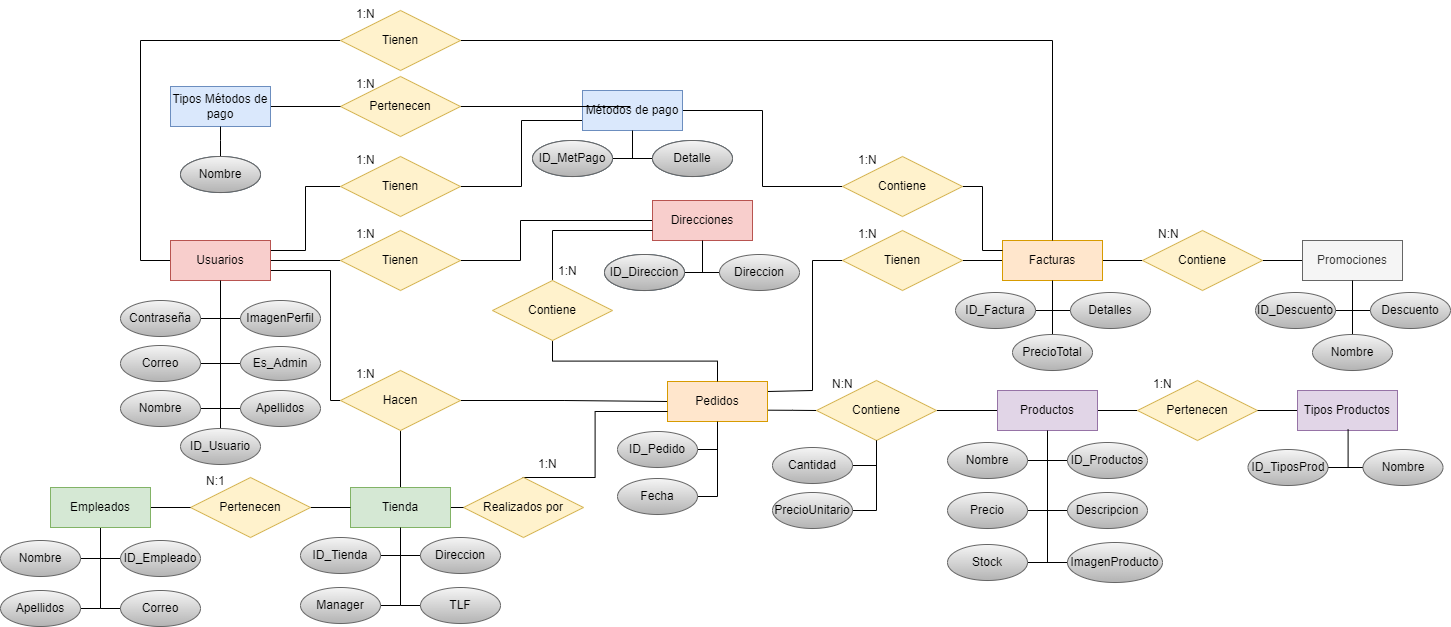 1:N
Tienen
Tipos Métodos de
pago
1:N
Pertenecen
Métodos de pago
Nombre
ID_MetPago
Detalle
1:N
Tienen
1:N
Contiene
Usuarios
1:N
Tienen
Direcciones
ID_Direccion
Direccion
1:N
Contiene
1:N
Tienen
Facturas
N:N
Contiene
Promociones
Contraseña
ImagenPerfil
Correo
Es_Admin
Nombre
Apellidos
ID_Usuario
ID_Factura
Detalles
PrecioTotal
ID_Descuento
Descuento
Nombre
1:N
Hacen
Pedidos
N:N
Contiene
Productos
1:N
Pertenecen
Tipos Productos
ID_Pedido
Fecha
Cantidad
PrecioUnitario
Nombre
ID_Productos
Precio
Descripcion
Stock
ImagenProducto
ID_TiposProd
Nombre
Empleados
N:1
Pertenecen
Tienda
1:N
Realizados por
Nombre
ID_Empleado
Apellidos
Correo
ID_Tienda
Direccion
Manager
TLF